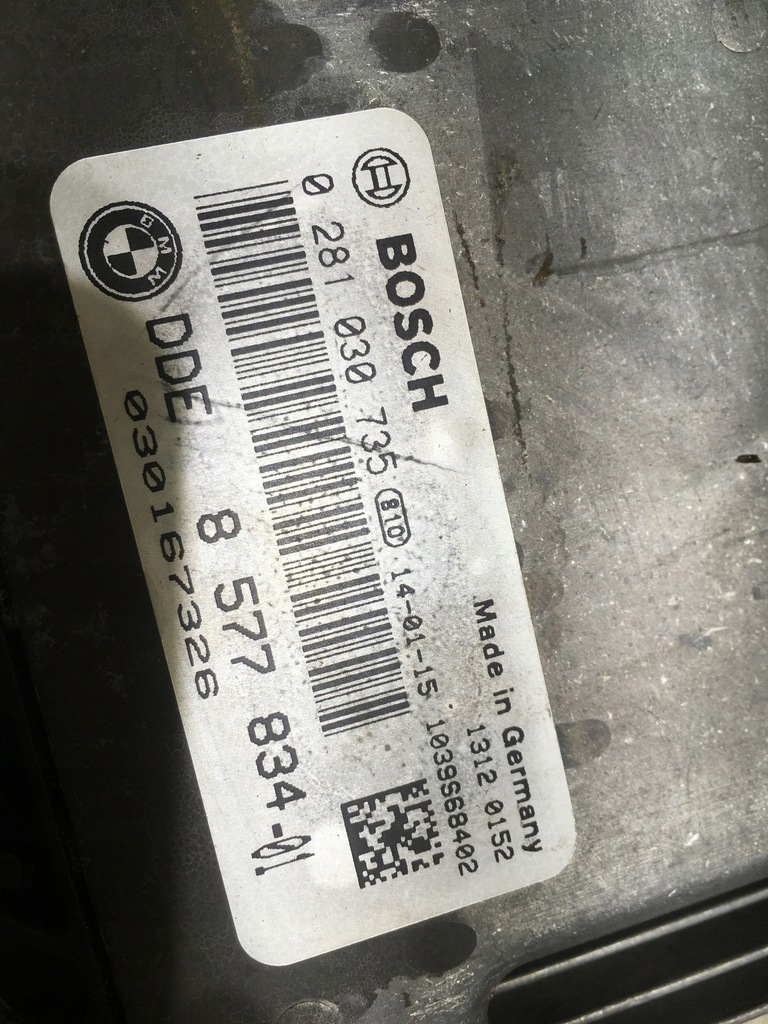 BOSCH
Made in Germany
1312 0152
0 281 030 735 810 14-01-15 1039S68402
BMW
DDE 8 577 834-01
030167326